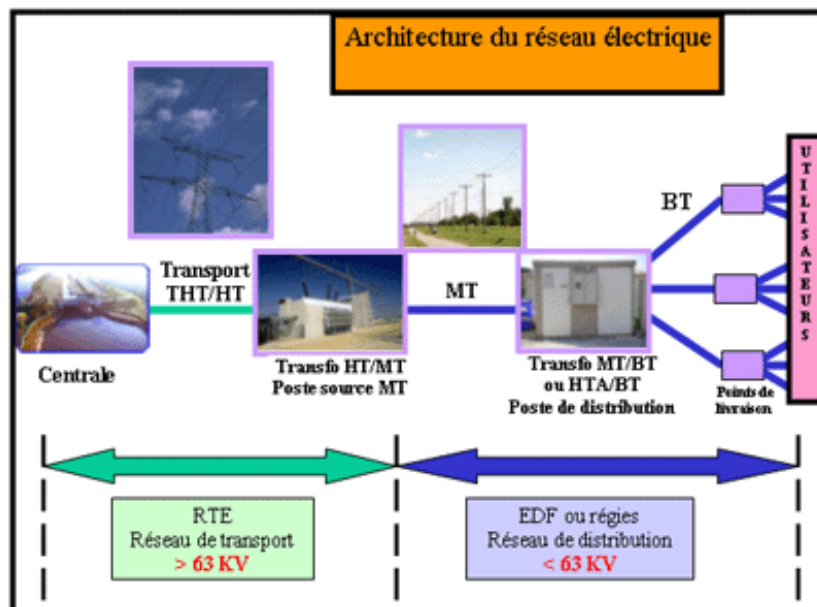 Architecture du réseau électrique
BT
UTILISATEURS
Transport
THT/HT
MT
Centrale
Transfo HT/MT
Poste source MT
Transfo MT/BT
ou HTA/BT
Poste de distribution
Points de
livraison
RTE
Réseau de transport
> 63 KV
EDF ou régies
Réseau de distribution
< 63 KV